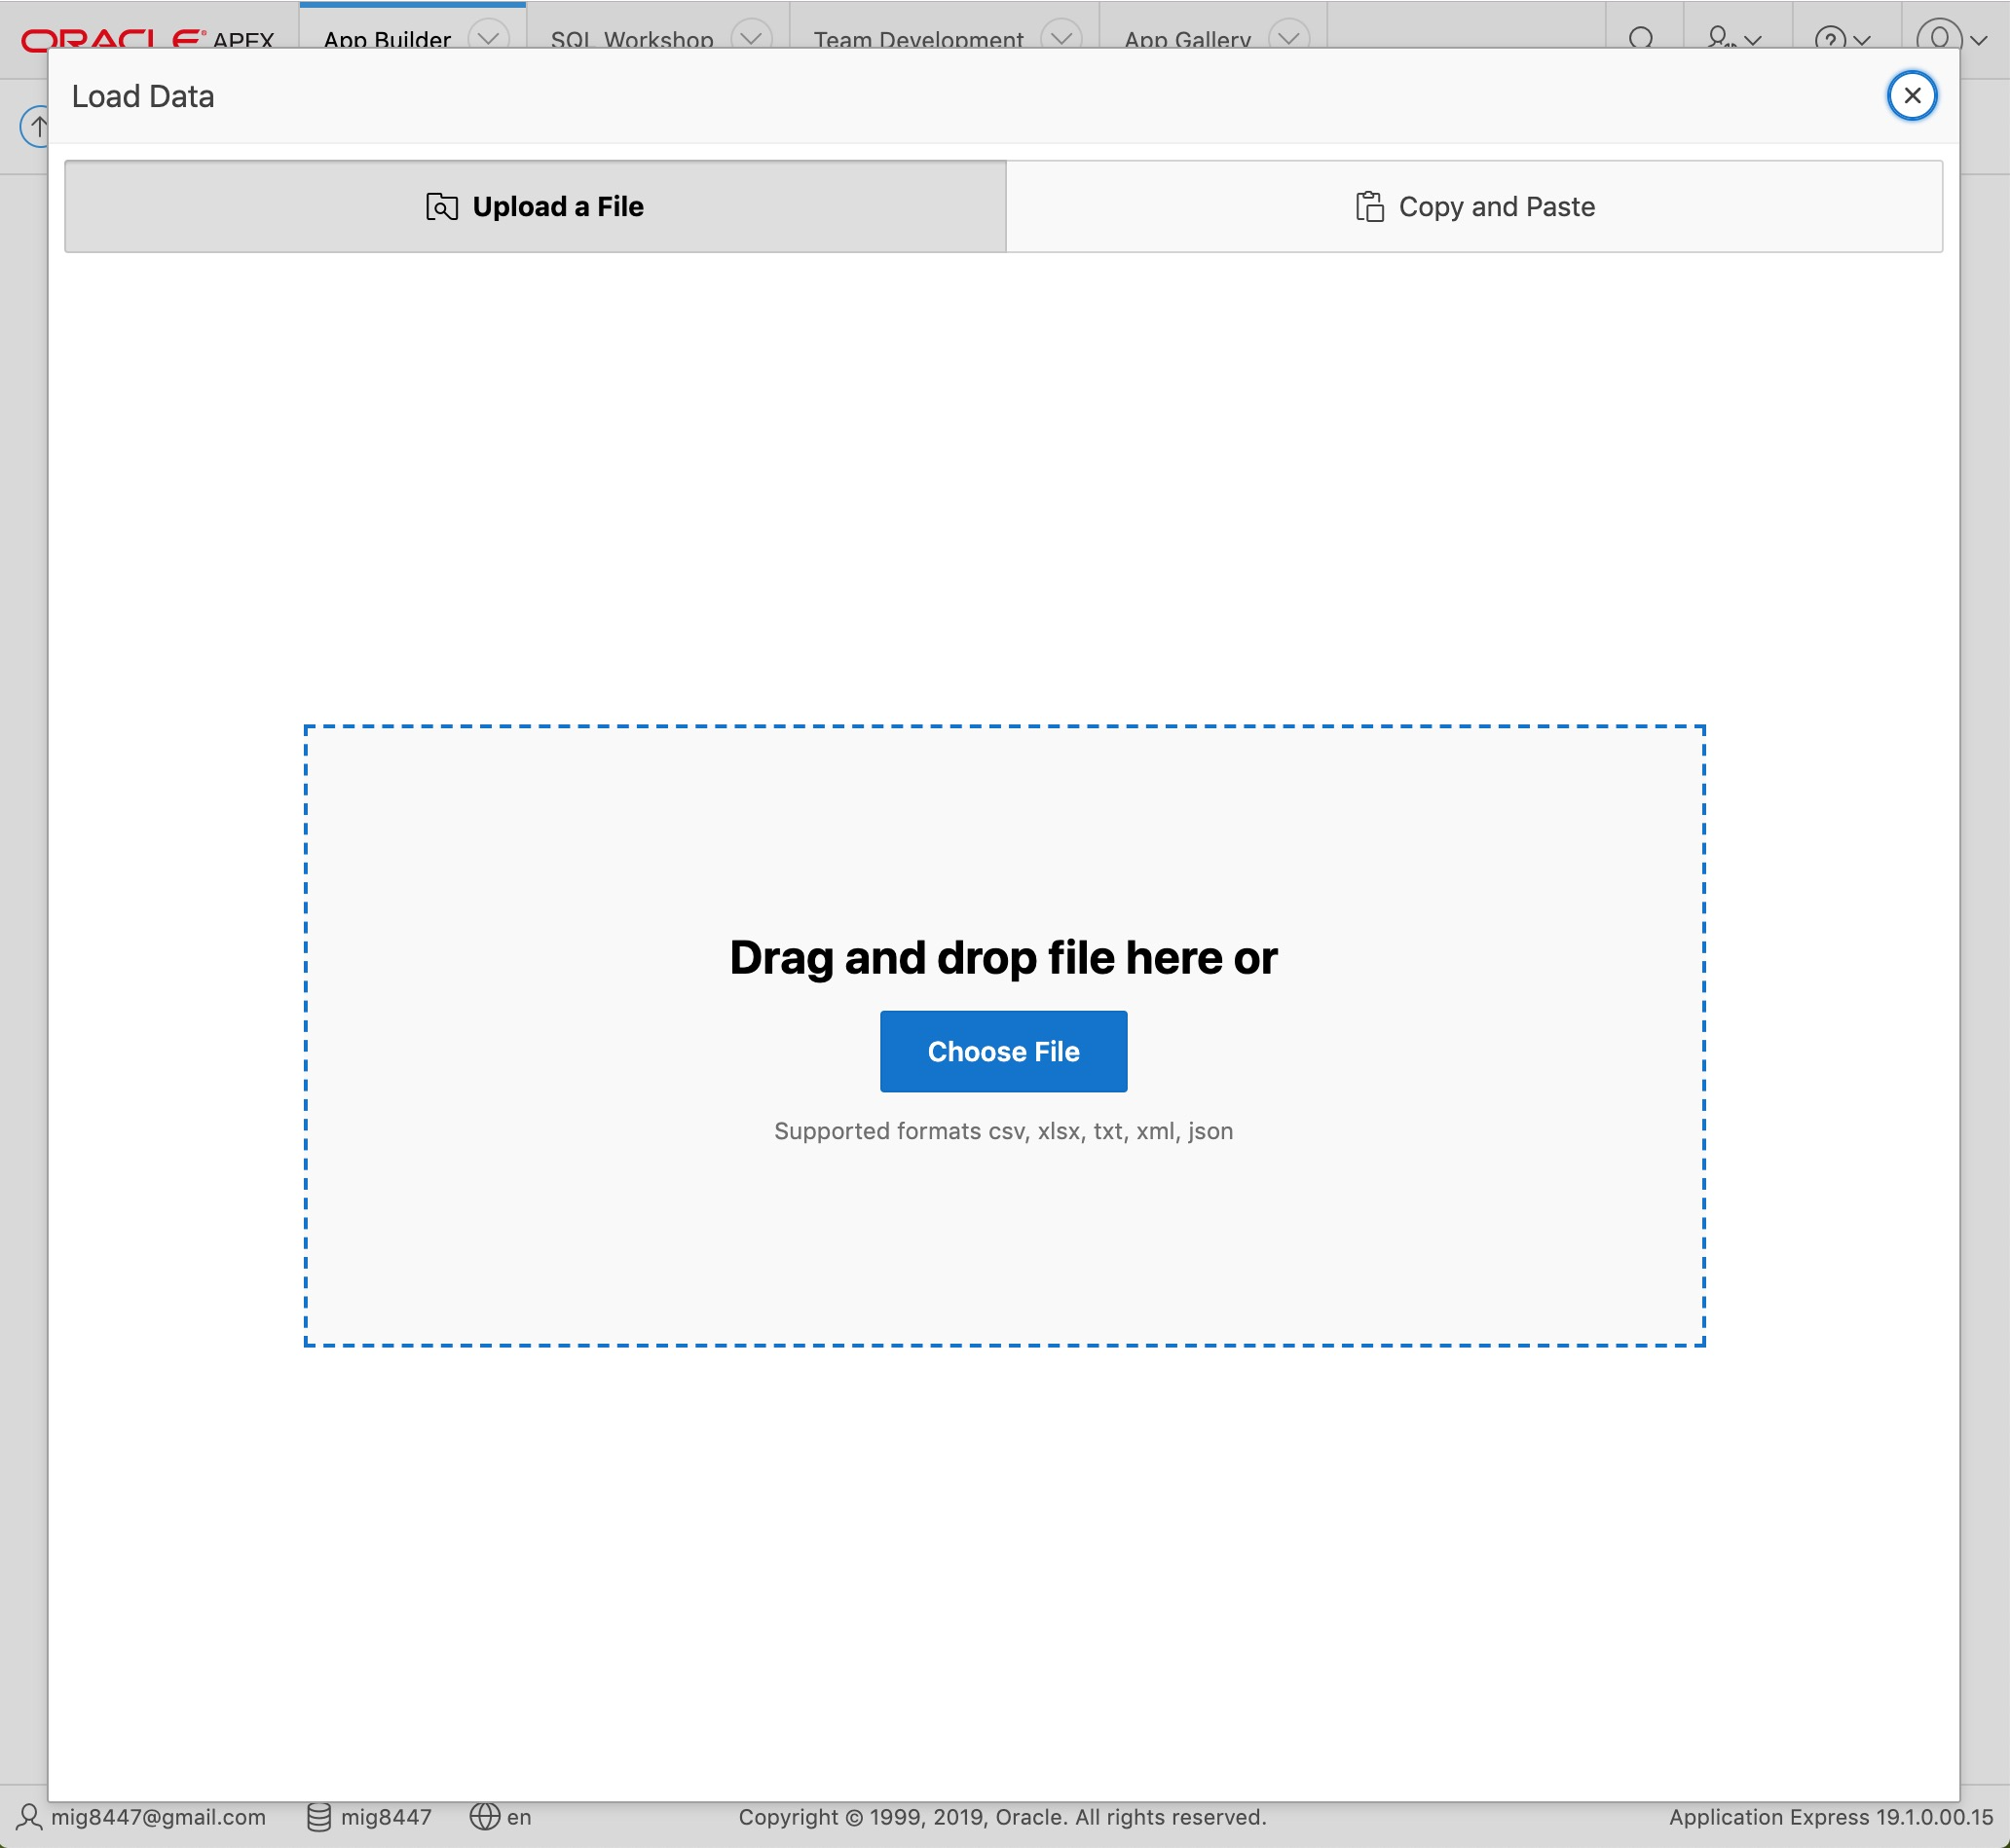 ORACLE APEX App Builder SQL Workshop Team Development App Gallery
Load Data
Upload a File Copy and Paste
Drag and drop file here or
Choose File
Supported formats csv, xlsx, txt, xml, json
mig8447@gmail.com mig8447 en Copyright © 1999, 2019, Oracle. All rights reserved. Application Express 19.1.0.00.15